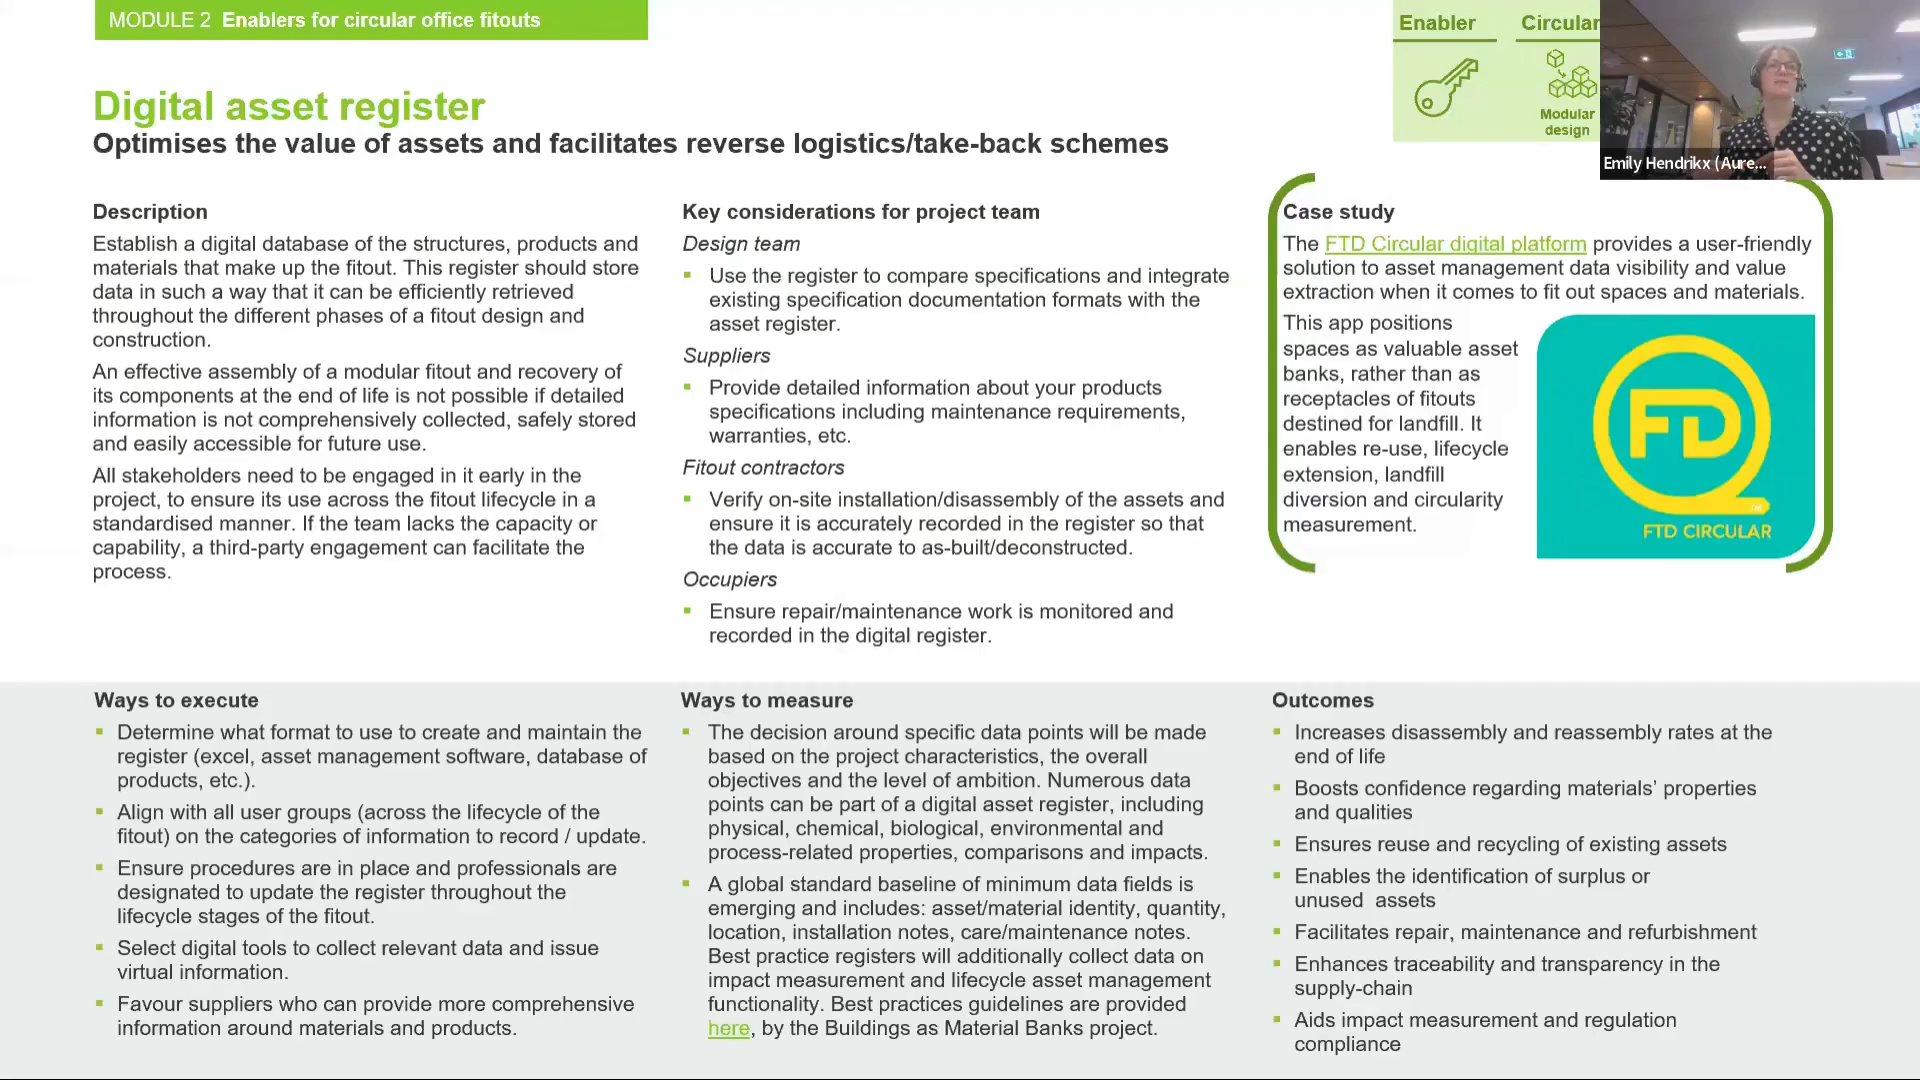 MODULE 2 Enablers for circular office fitouts
Enabler
Circular
Modular
design
Emily Hendrikx (Aure...
Digital asset register
Optimises the value of assets and facilitates reverse logistics/take-back schemes
Description
Establish a digital database of the structures, products and
materials that make up the fitout. This register should store
data in such a way that it can be efficiently retrieved
throughout the different phases of a fitout design and
construction.
An effective assembly of a modular fitout and recovery of
its components at the end of life is not possible if detailed
information is not comprehensively collected, safely stored
and easily accessible for future use.
All stakeholders need to be engaged in it early in the
project, to ensure its use across the fitout lifecycle in a
standardised manner. If the team lacks the capacity or
capability, a third-party engagement can facilitate the
process.
Key considerations for project team
Design team
▪ Use the register to compare specifications and integrate
existing specification documentation formats with the
asset register.
Suppliers
▪ Provide detailed information about your products
specifications including maintenance requirements,
warranties, etc.
Fitout contractors
▪ Verify on-site installation/disassembly of the assets and
ensure it is accurately recorded in the register so that
the data is accurate to as-built/deconstructed.
Occupiers
▪ Ensure repair/maintenance work is monitored and
recorded in the digital register.
Case study
The FTD Circular digital platform provides a user-friendly
solution to asset management data visibility and value
extraction when it comes to fit out spaces and materials.
This app positions
spaces as valuable asset
banks, rather than as
receptacles of fitouts
destined for landfill. It
enables re-use, lifecycle
extension, landfill
diversion and circularity
measurement.
FD
TM
FTD CIRCULAR
Ways to execute
▪ Determine what format to use to create and maintain the
register (excel, asset management software, database of
products, etc.).
▪ Align with all user groups (across the lifecycle of the
fitout) on the categories of information to record / update.
▪ Ensure procedures are in place and professionals are
designated to update the register throughout the
lifecycle stages of the fitout.
▪ Select digital tools to collect relevant data and issue
virtual information.
▪ Favour suppliers who can provide more comprehensive
information around materials and products.
Ways to measure
▪ The decision around specific data points will be made
based on the project characteristics, the overall
objectives and the level of ambition. Numerous data
points can be part of a digital asset register, including
physical, chemical, biological, environmental and
process-related properties, comparisons and impacts.
▪ A global standard baseline of minimum data fields is
emerging and includes: asset/material identity, quantity,
location, installation notes, care/maintenance notes.
Best practice registers will additionally collect data on
impact measurement and lifecycle asset management
functionality. Best practices guidelines are provided
here, by the Buildings as Material Banks project.
Outcomes
▪ Increases disassembly and reassembly rates at the
end of life
▪ Boosts confidence regarding materials’ properties
and qualities
▪ Ensures reuse and recycling of existing assets
▪ Enables the identification of surplus or
unused assets
▪ Facilitates repair, maintenance and refurbishment
▪ Enhances traceability and transparency in the
supply-chain
▪ Aids impact measurement and regulation
compliance